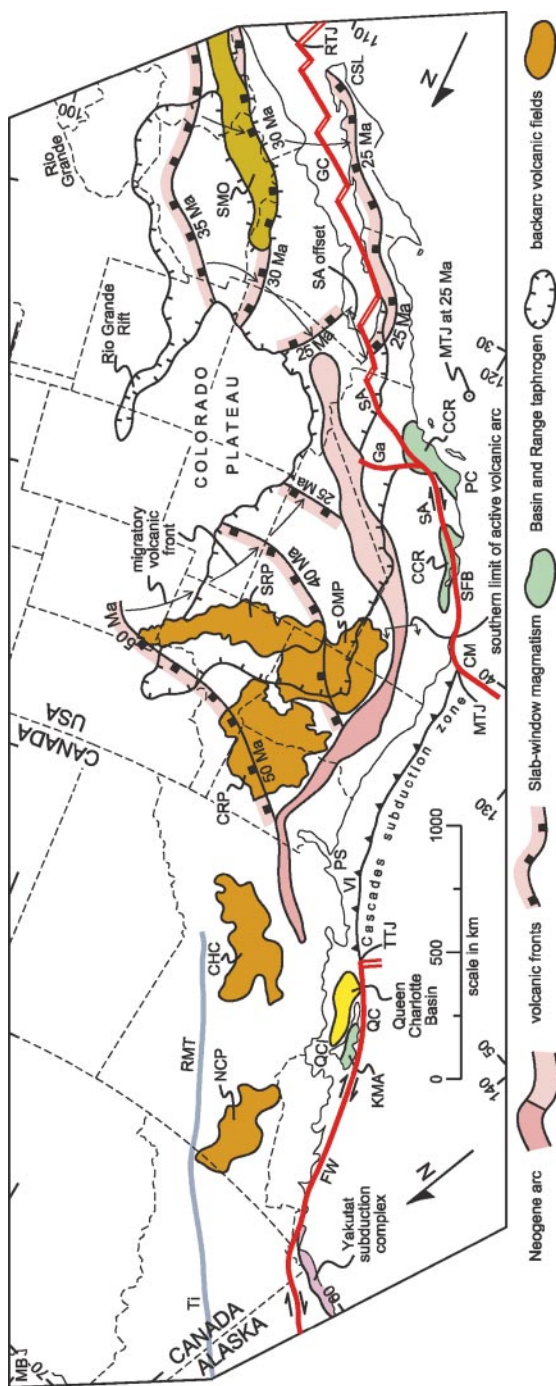 MB
70
Ti
CANADA
ALASKA
Yakutat
subduction
complex
60
FW
NCP
RMT
CHC
N
140
50
KMA
QCI
QC
Queen
Charlotte
Basin
TTJ
VI
PS
0
500
1000
scale in km
Cascades subduction zone
130
CANADA
USA
CRP
50 Ma
50 Ma
migratory
volcanic
front
SRP
OMP
40 Ma
25 Ma
MTJ
40
CM
southern limit of active volcanic arc
SFB
CCR
SA
PC
CCR
MTJ at 25 Ma
Ga
SA
120
30
COLORADO
PLATEAU
Rio Grande
Rift
Rio
Grande
100
35 Ma
SMO
30 Ma
30 Ma
25 Ma
SA offset
25 Ma
25 Ma
GC
CSL
RTJ
110
N
Neogene arc
volcanic fronts
Slab-window magmatism
Basin and Range taphrogen
backarc volcanic fields